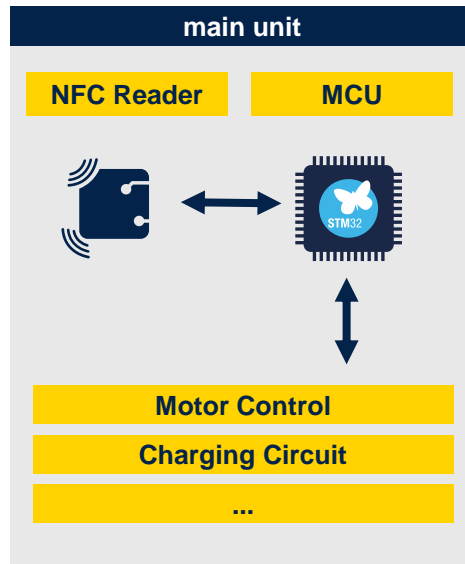 main unit
NFC Reader
MCU
STM32
Motor Control
Charging Circuit
...